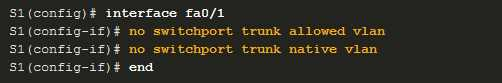 S1(config)# interface fa0/1
S1(config-if)# no switchport trunk allowed vlan
S1(config-if)# no switchport trunk native vlan
S1(config-if)# end